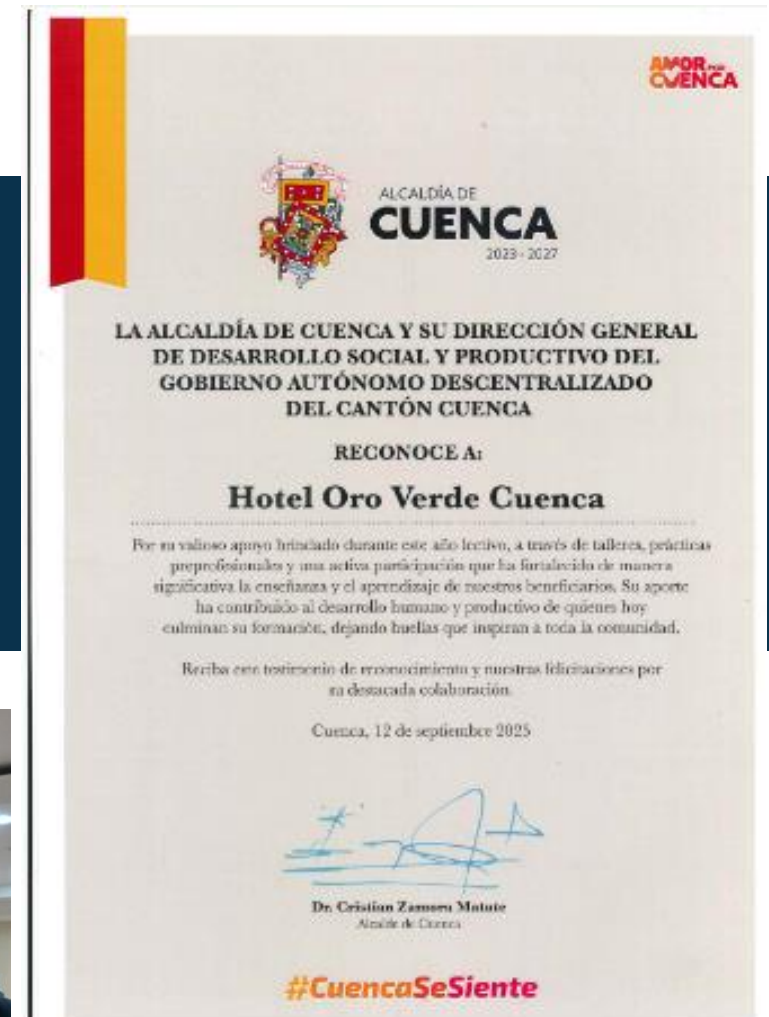 AMOR POR
CUENCA
ALCALDÍA DE
CUENCA
2023 - 2027
LA ALCALDÍA DE CUENCA Y SU DIRECCIÓN GENERAL
DE DESARROLLO SOCIAL Y PRODUCTIVO DEL
GOBIERNO AUTÓNOMO DESCENTRALIZADO
DEL CANTÓN CUENCA
RECONOCE A:
Hotel Oro Verde Cuenca
Por su valioso apoyo brindado durante este año lectivo, a través de talleres, prácticas
preprofesionales y una activa participación que ha fortalecido de manera
significativa la enseñanza y el aprendizaje de nuestros beneficiarios. Su aporte
ha contribuido al desarrollo humano y productivo de quienes hoy
culminan su formación, dejando huellas que inspiran a toda la comunidad.
Reciba este testimonio de reconocimiento y nuestras felicitaciones por
su destacada colaboración.
Cuenca, 12 de septiembre 2025
Dr. Cristian Zamora Matute
Alcalde de Cuenca
#CuencaSeSiente